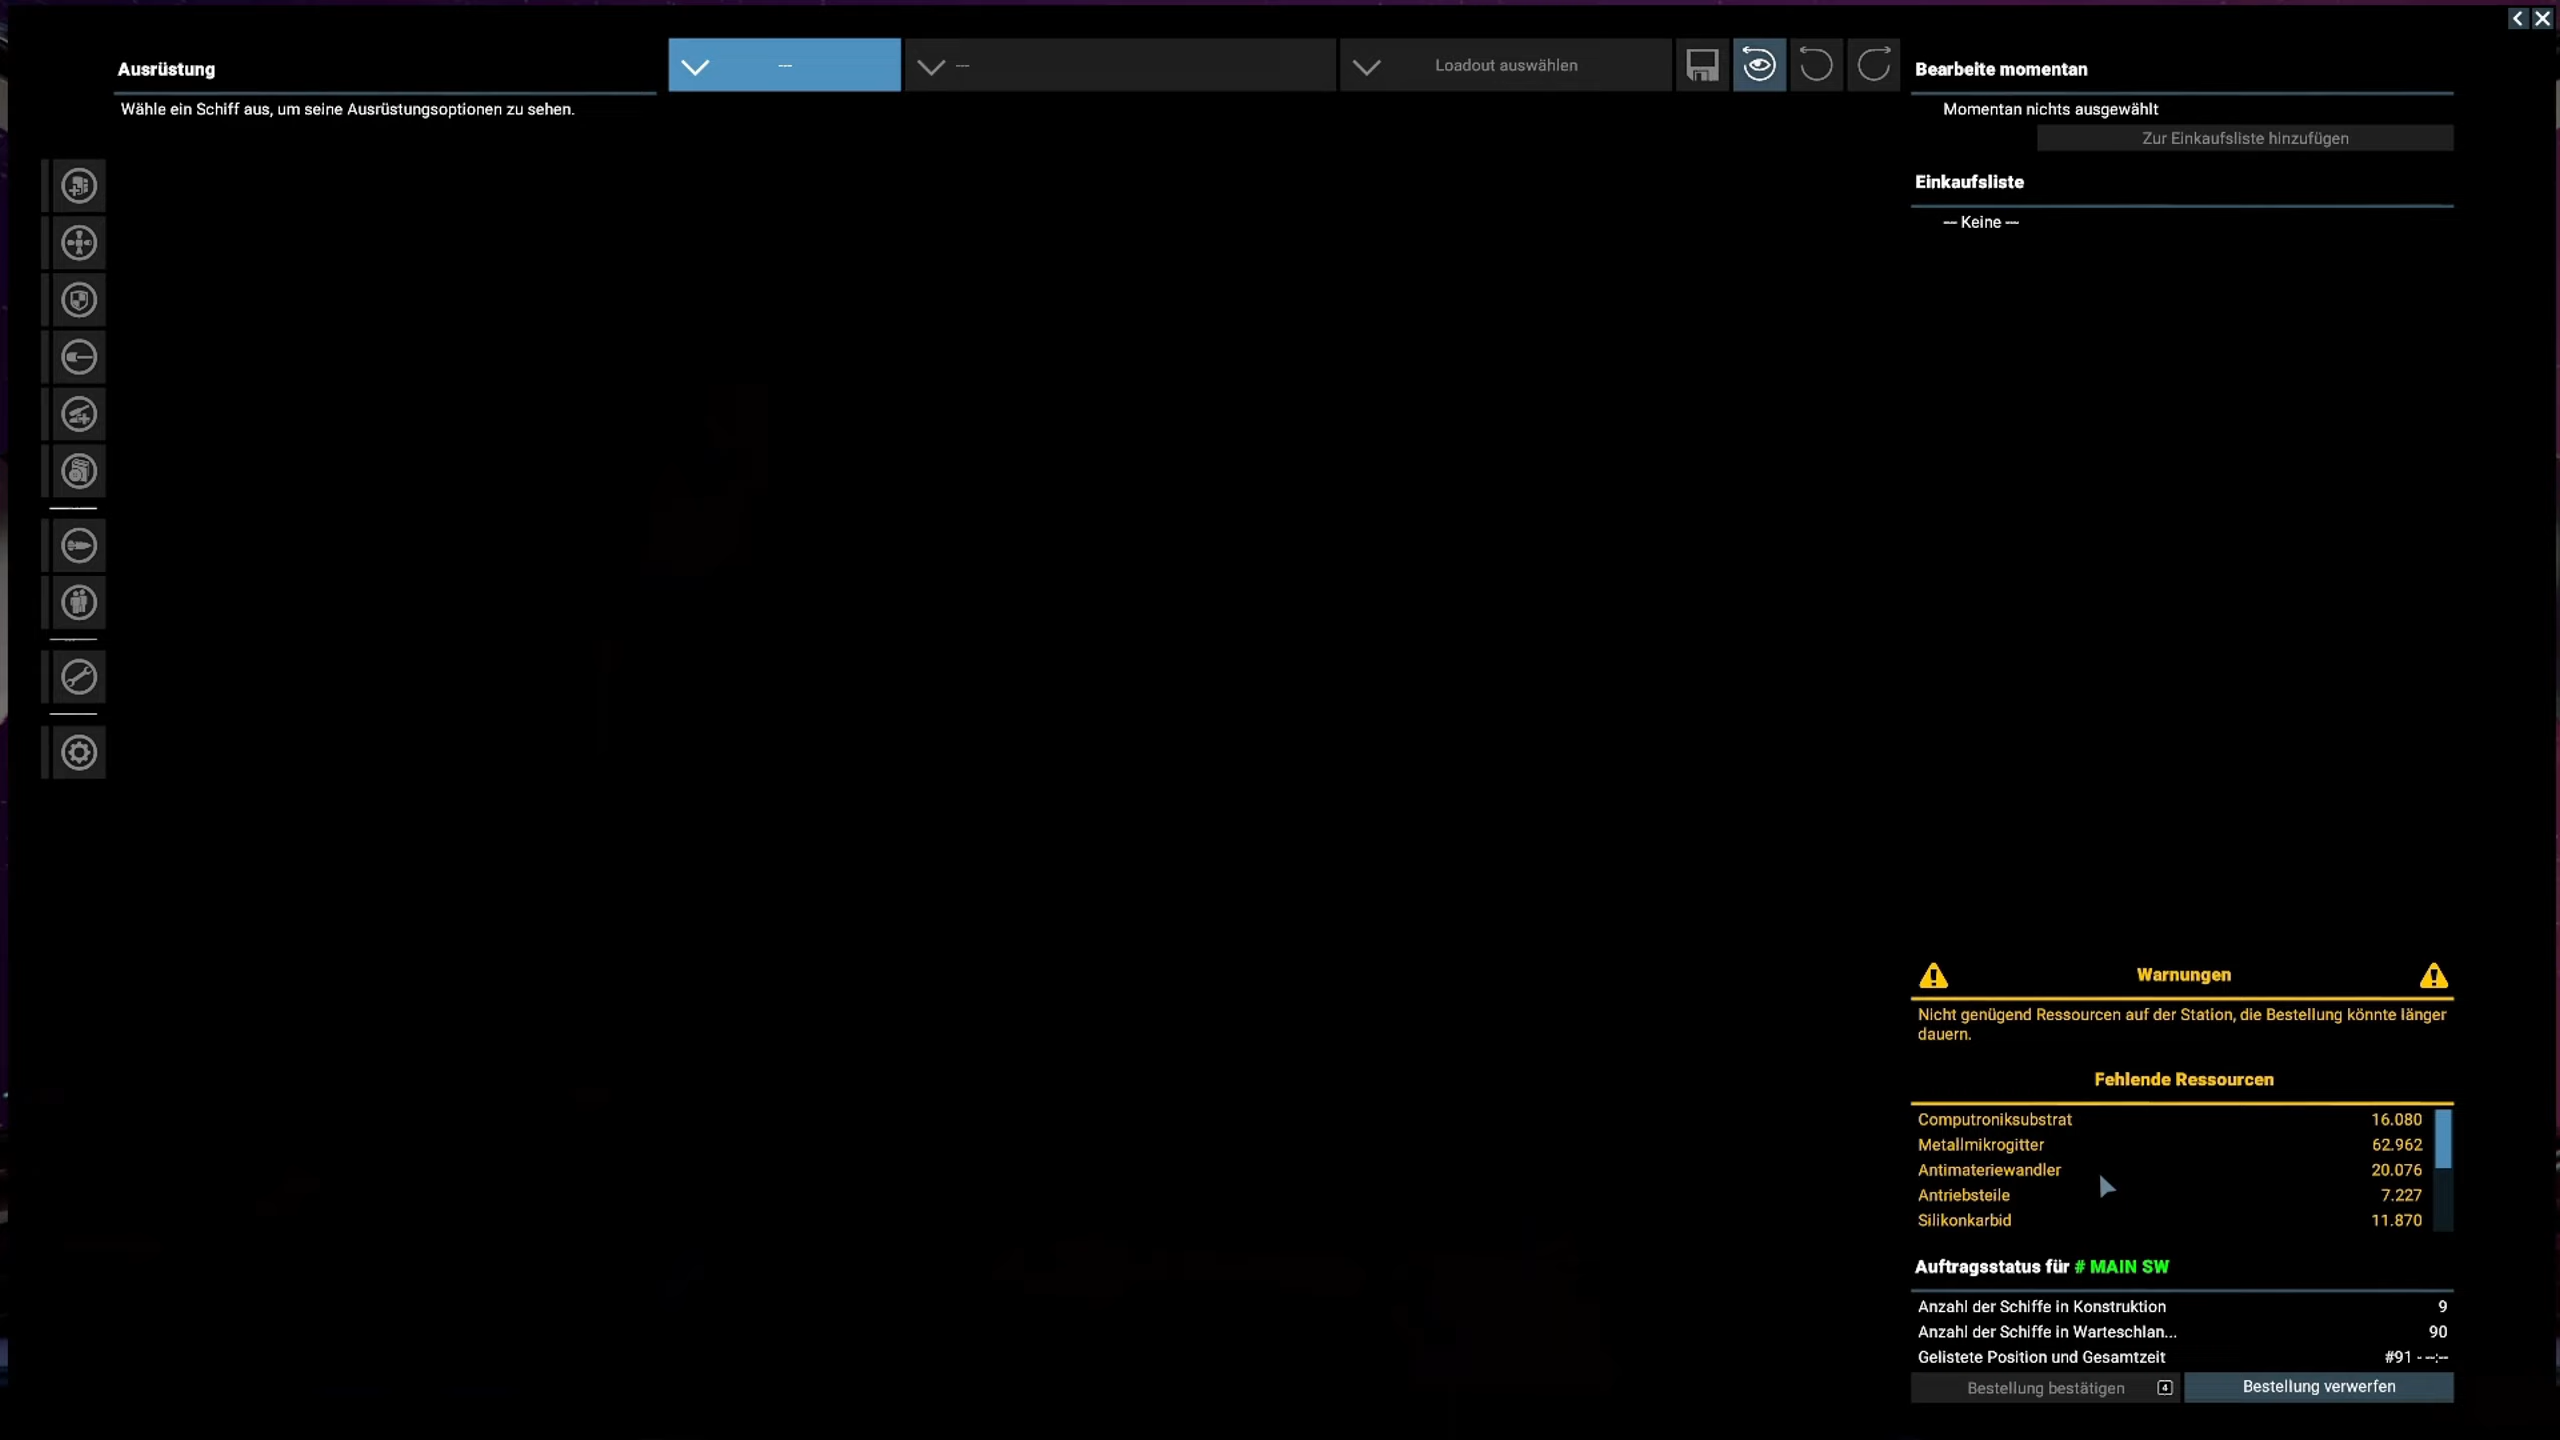 Ausrüstung
Wähle ein Schiff aus, um seine Ausrüstungsoptionen zu sehen.
---
---
Loadout auswählen
Bearbeite momentan
Momentan nichts ausgewählt
Zur Einkaufsliste hinzufügen
Einkaufsliste
--- Keine ---
Warnungen
Nicht genügend Ressourcen auf der Station, die Bestellung könnte länger
dauern.
Fehlende Ressourcen
Computroniksubstrat 16.080
Metallmikrogitter 62.962
Antimateriewandler 20.076
Antriebsteile 7.227
Silikonkarbid 11.870
Auftragsstatus für # MAIN SW
Anzahl der Schiffe in Konstruktion 9
Anzahl der Schiffe in Warteschlan... 90
Gelistete Position und Gesamtzeit #91 - --:--
Bestellung bestätigen 4
Bestellung verwerfen